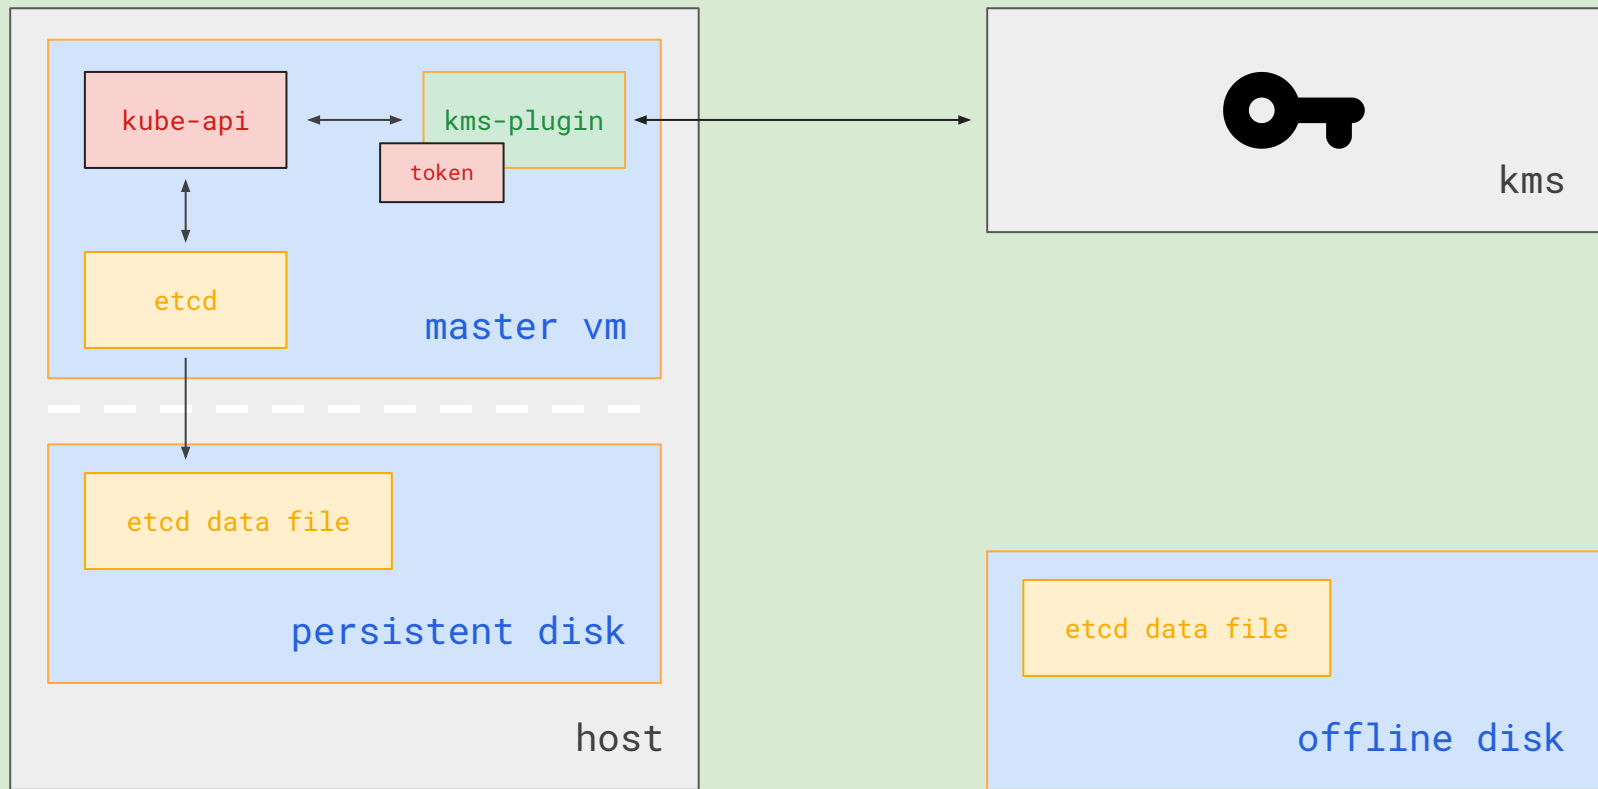 kube-api
kms-plugin
token
kms
etcd
master vm
etcd data file
persistent disk
etcd data file
host
offline disk